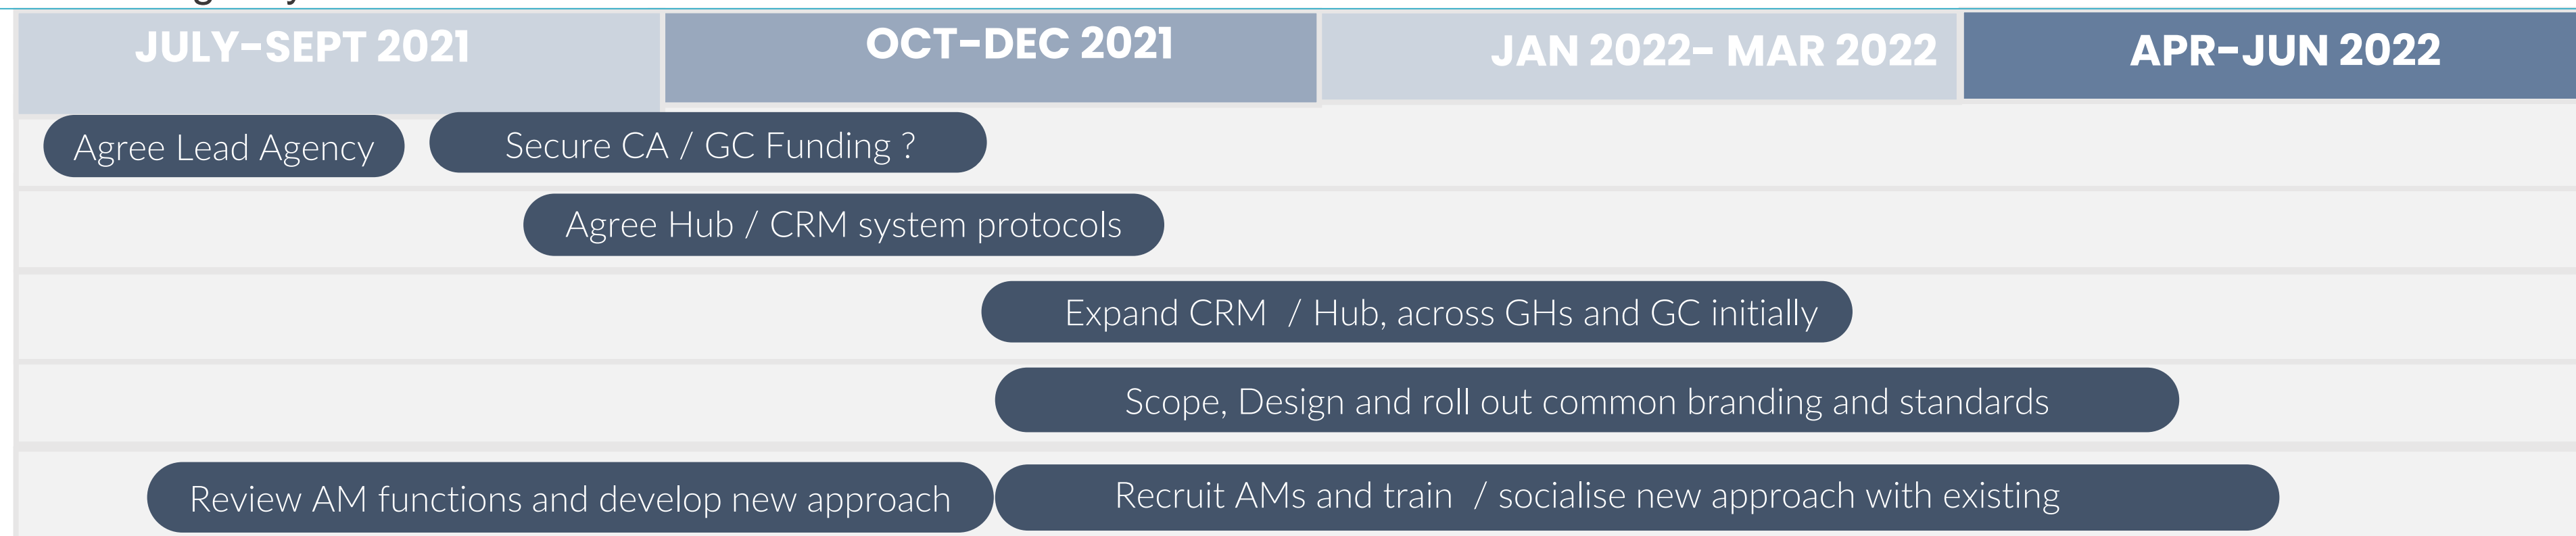 JULY-SEPT 2021
OCT-DEC 2021
JAN 2022- MAR 2022
APR-JUN 2022
Agree Lead Agency
Secure CA / GC Funding ?
Agree Hub / CRM system protocols
Expand CRM / Hub, across GHs and GC initially
Scope, Design and roll out common branding and standards
Review AM functions and develop new approach
Recruit AMs and train / socialise new approach with existing